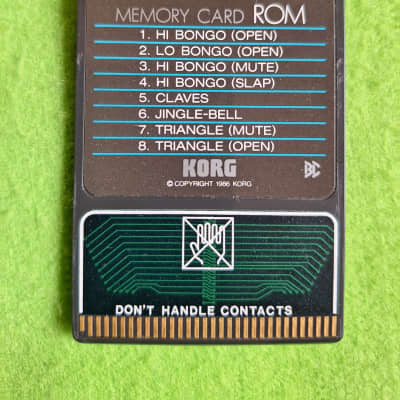 MEMORY CARD ROM
1. HI BONGO (OPEN)
2. LO BONGO (OPEN)
3. HI BONGO (MUTE)
4. HI BONGO (SLAP)
5. CLAVES
6. JINGLE-BELL
7. TRIANGLE (MUTE)
8. TRIANGLE (OPEN)
KORG
© COPYRIGHT 1986 KORG
DON'T HANDLE CONTACTS